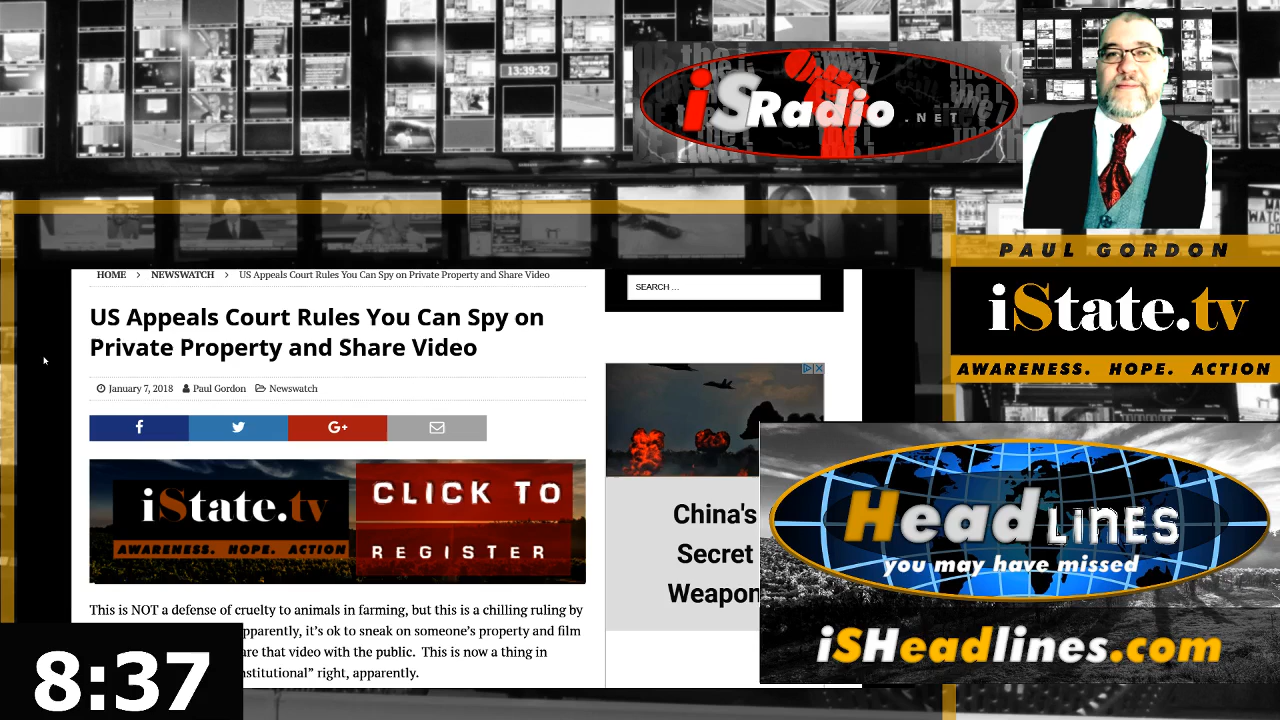 13:39:32
iSRadio.NET
PAUL GORDON
iState.tv
AWARENESS. HOPE. ACTION
HOME > NEWSWATCH > US Appeals Court Rules You Can Spy on Private Property and Share Video
SEARCH …
US Appeals Court Rules You Can Spy on
Private Property and Share Video
January 7, 2018 Paul Gordon Newswatch
G+
iState.tv
AWARENESS. HOPE. ACTION
CLICK TO
REGISTER
China's
Secret
Weapon
This is NOT a defense of cruelty to animals in farming, but this is a chilling ruling by
pparently, it's ok to sneak on someone's property and film
are that video with the public. This is now a thing in
nstitutional" right, apparently.
HeadLINES
you may have missed
iSHeadlines.com
8:37